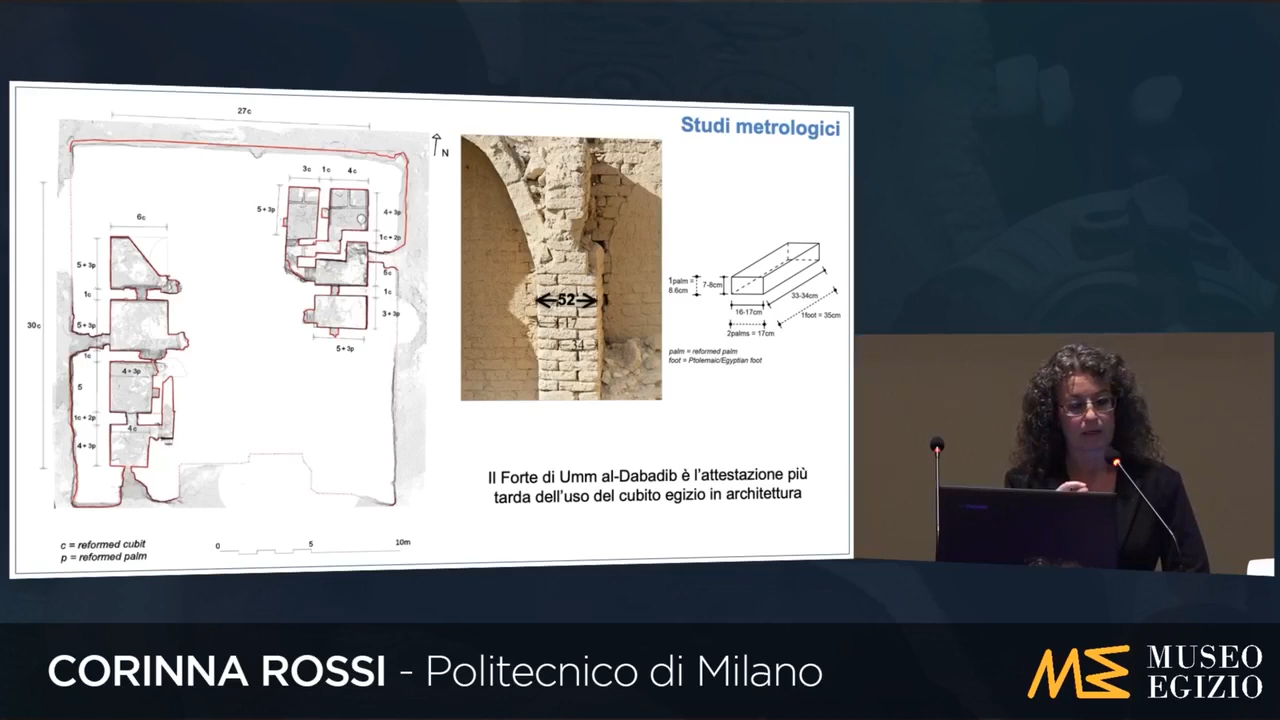 Studi metrologici
27c
N
3c 1c 4c
5+3p
4+3p
1c+2p
6c
6c
5+3p
1c
1c
5+3p
3+3p
30c
5+3p
1c
4+3p
5
1c+2p
4c
4+3p
c = reformed cubit
p = reformed palm
0 5 10m
52
17
34
1palm =
8.6cm
7-8cm
16-17cm
33-34cm
1foot = 35cm
2palms = 17cm
palm = reformed palm
foot = Ptolemaic/Egyptian foot
Il Forte di Umm al-Dabadib è l'attestazione più
tarda dell'uso del cubito egizio in architettura
CORINNA ROSSI - Politecnico di Milano
MUSEO
EGIZIO